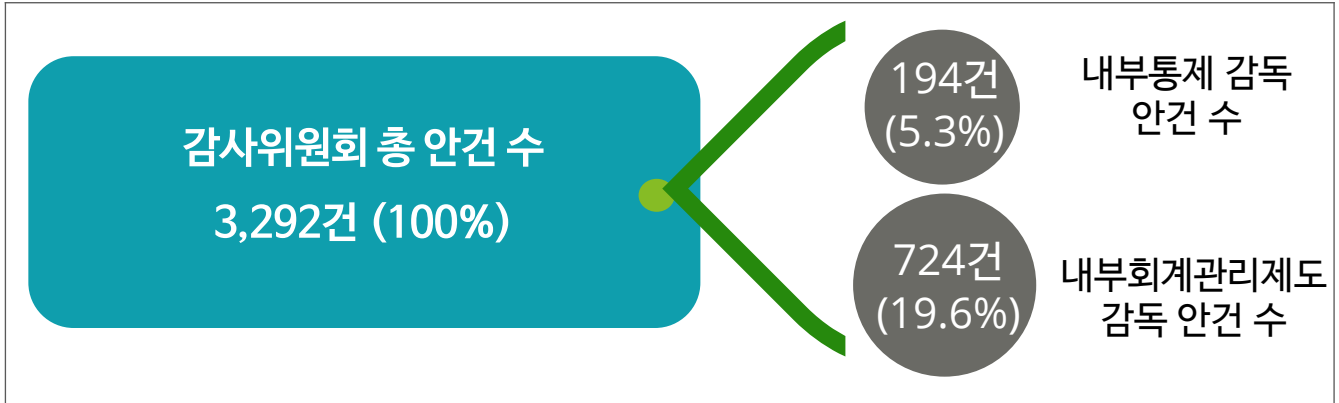 감사위원회 총 안건 수
3,292건 (100%)
194건
(5.3%)
내부통제 감독
안건 수
724건
(19.6%)
내부회계관리제도
감독 안건 수